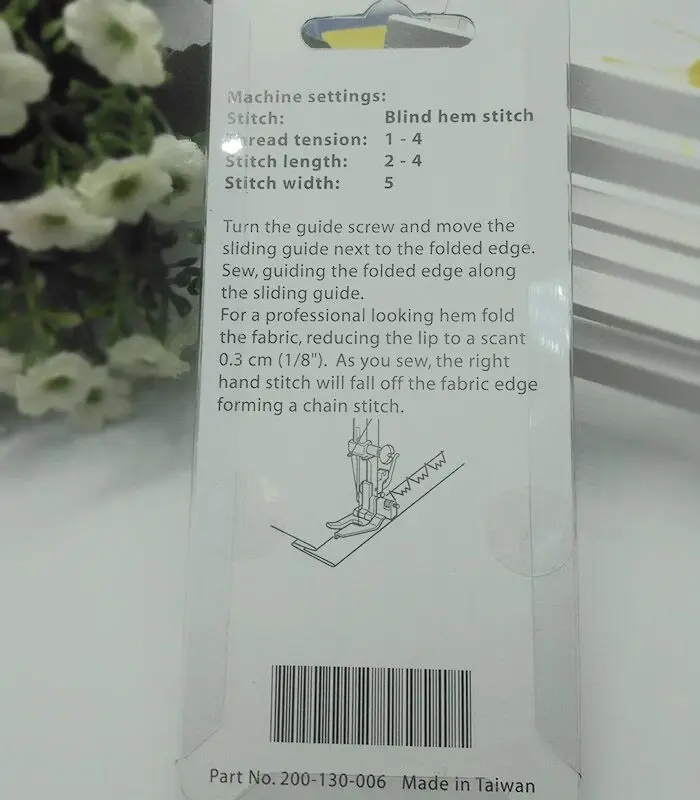 Machine settings:
Stitch: Blind hem stitch
Thread tension: 1 - 4
Stitch length: 2 - 4
Stitch width: 5
Turn the guide screw and move the
sliding guide next to the folded edge.
Sew, guiding the folded edge along
the sliding guide.
For a professional looking hem fold
the fabric, reducing the lip to a scant
0.3 cm (1/8"). As you sew, the right
hand stitch will fall off the fabric edge
forming a chain stitch.
Part No. 200-130-006 Made in Taiwan